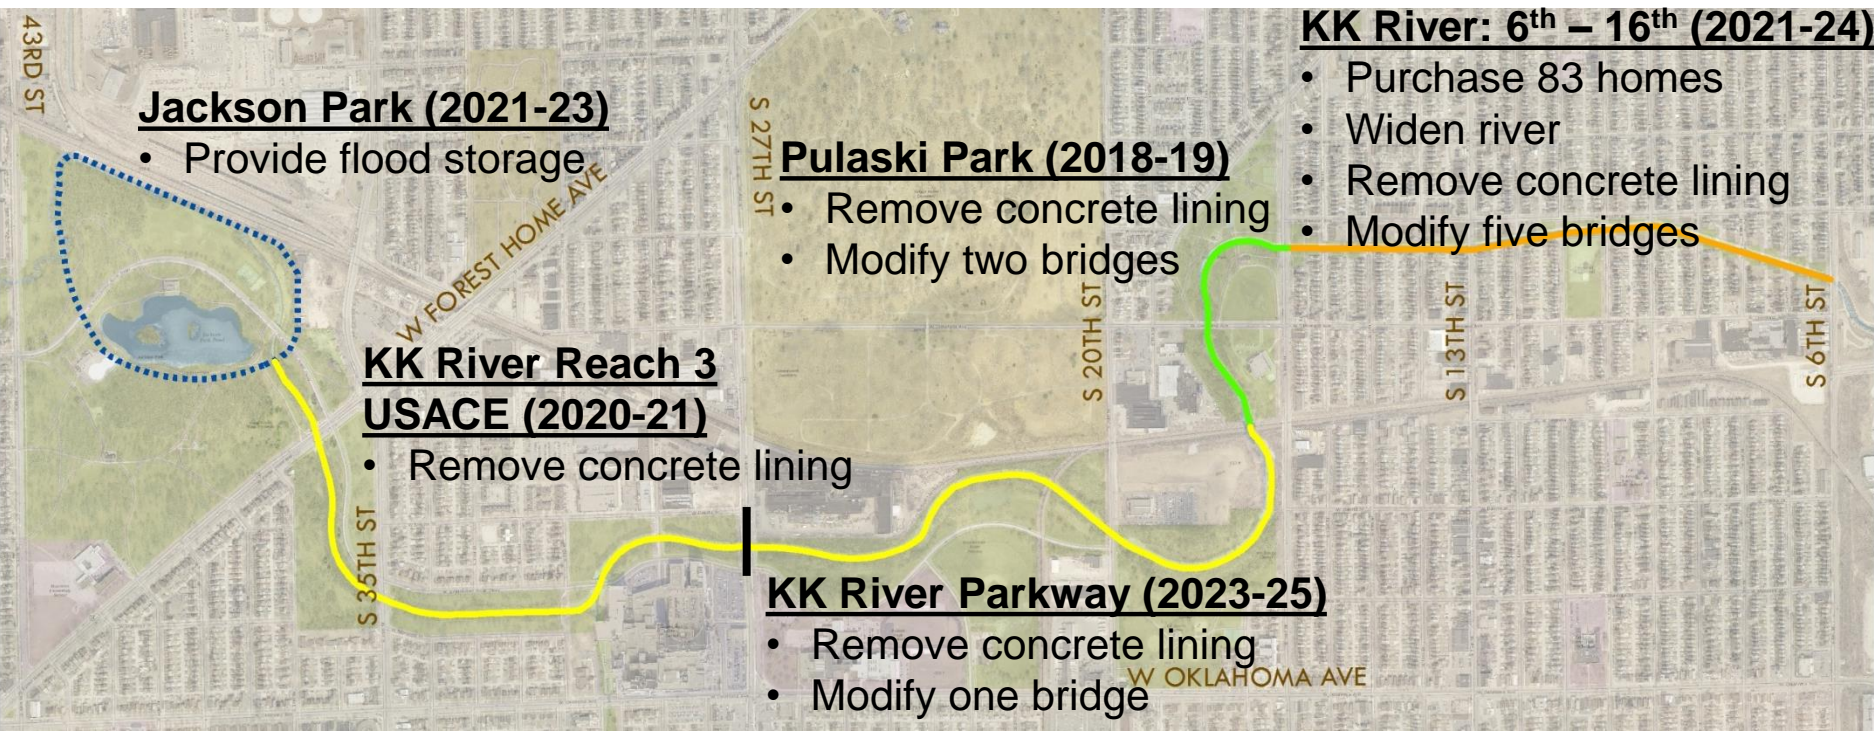 43RD ST
Jackson Park (2021-23)
• Provide flood storage
W FOREST HOME AVE
S 27TH ST
Pulaski Park (2018-19)
• Remove concrete lining
• Modify two bridges
KK River: 6th – 16th (2021-24)
• Purchase 83 homes
• Widen river
• Remove concrete lining
• Modify five bridges
S 20TH ST
S 13TH ST
S 6TH ST
KK River Reach 3
USACE (2020-21)
• Remove concrete lining
S 35TH ST
KK River Parkway (2023-25)
• Remove concrete lining
• Modify one bridge
W OKLAHOMA AVE